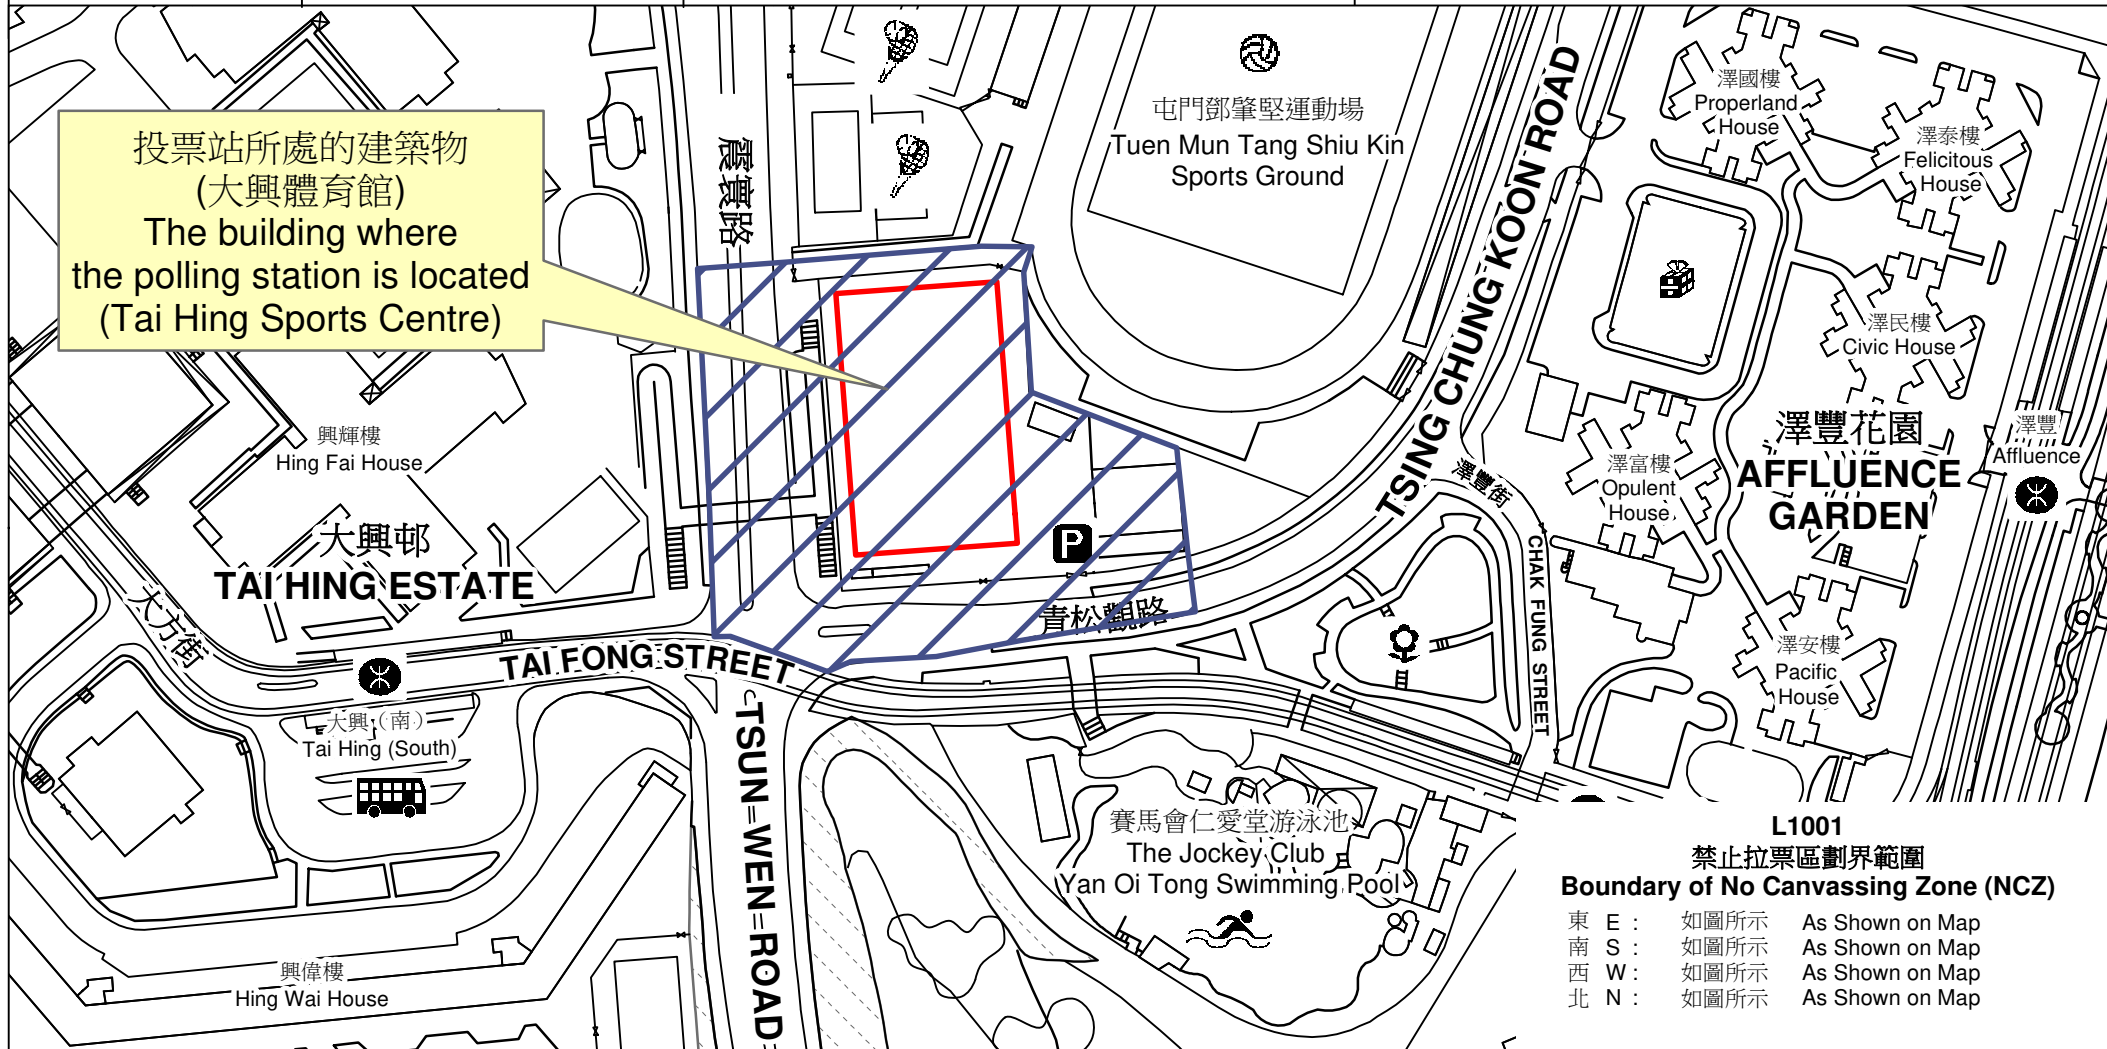 投票站所處的建築物
(大興體育館)
The building where
the polling station is located
(Tai Hing Sports Centre)
震寰路
屯門鄧肇堅運動場
Tuen Mun Tang Shiu Kin
Sports Ground
TSING CHUNG KOON ROAD
澤國樓
Properland
House
澤泰樓
Felicitous
House
澤民樓
Civic House
澤豐花園
AFFLUENCE
GARDEN
澤豐
Affluence
澤富樓
Opulent
House
澤豐街
CHAK FUNG STREET
澤安樓
Pacific
House
興輝樓
Hing Fai House
大興邨
TAI HING ESTATE
大方街
TAI FONG STREET
P
青松觀路
大興(南)
Tai Hing (South)
TSUN WEN ROAD
賽馬會仁愛堂游泳池
The Jockey Club
Yan Oi Tong Swimming Pool
興偉樓
Hing Wai House
L1001
禁止拉票區劃界範圍
Boundary of No Canvassing Zone (NCZ)
東 E : 如圖所示 As Shown on Map
南 S : 如圖所示 As Shown on Map
西 W : 如圖所示 As Shown on Map
北 N : 如圖所示 As Shown on Map